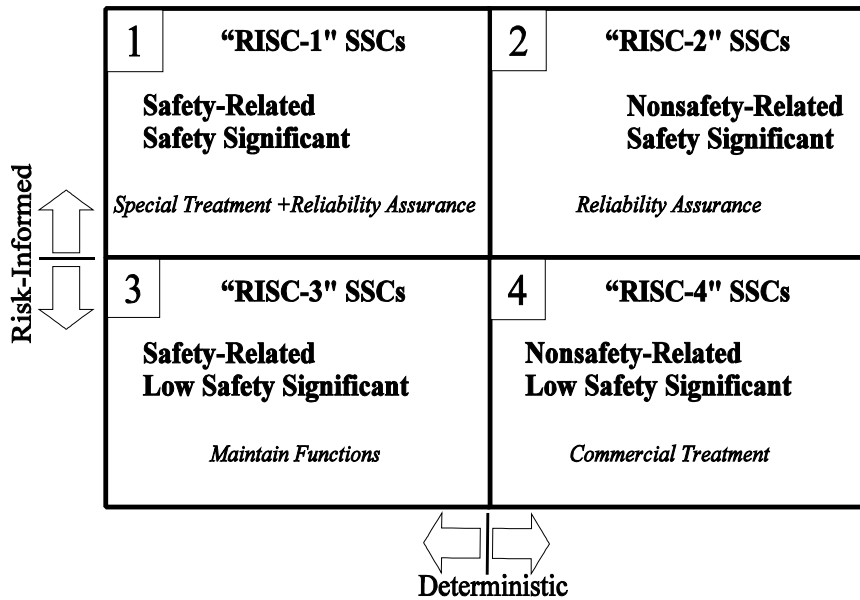 1
“RISC-1" SSCs
Safety-Related
Safety Significant
Special Treatment +Reliability Assurance
2
“RISC-2" SSCs
Nonsafety-Related
Safety Significant
Reliability Assurance
Risk-Informed
3
“RISC-3" SSCs
Safety-Related
Low Safety Significant
Maintain Functions
4
“RISC-4" SSCs
Nonsafety-Related
Low Safety Significant
Commercial Treatment
Deterministic